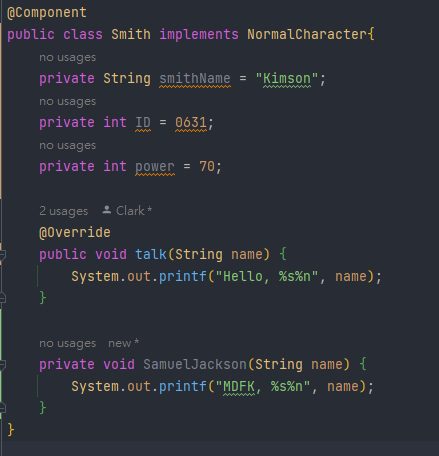 @Component
public class Smith implements NormalCharacter{
no usages
private String smithName = "Kimson";
no usages
private int ID = 0631;
no usages
private int power = 70;
2 usages Clark *
@Override
public void talk(String name) {
System.out.printf("Hello, %s%n", name);
}
no usages new *
private void SamuelJackson(String name) {
System.out.printf("MDFK, %s%n", name);
}
}